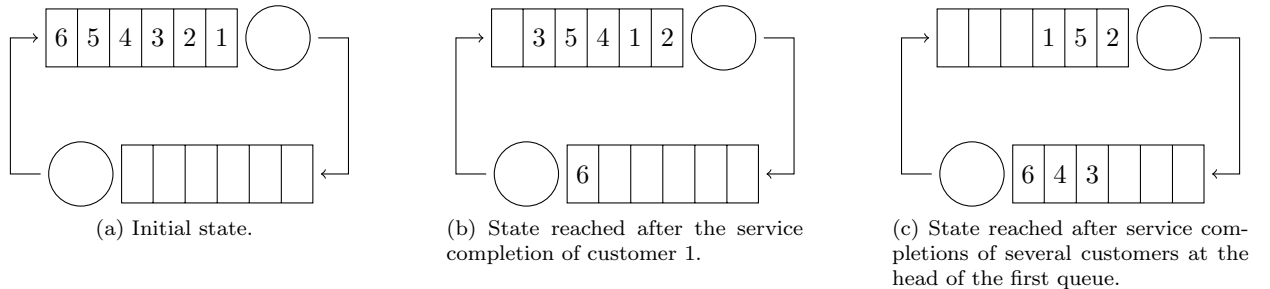 6 5 4 3 2 1
(a) Initial state.
3 5 4 1 2
6
(b) State reached after the service
completion of customer 1.
1 5 2
6 4 3
(c) State reached after service com-
pletions of several customers at the
head of the first queue.